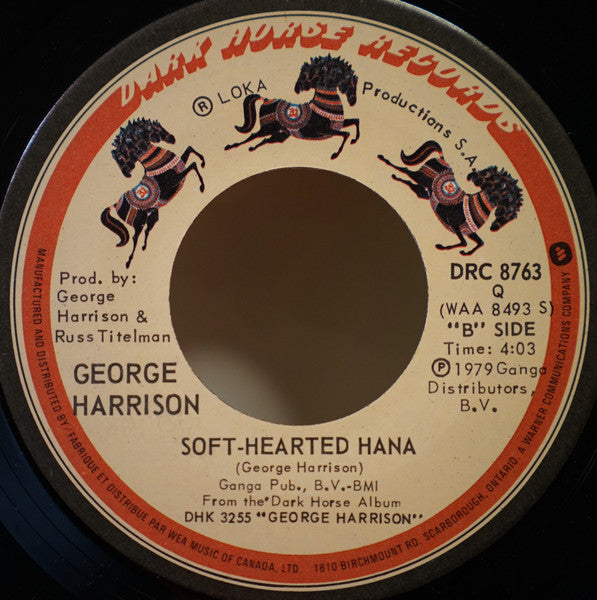 DARK HORSE RECORDS
® LOKA Productions S.A.
Prod. by:
George
Harrison &
Russ Titelman
GEORGE
HARRISON
DRC 8763
Q
(WAA 8493 S)
"B" SIDE
Time: 4:03
℗ 1979 Ganga
Distributors,
B.V.
SOFT-HEARTED HANA
(George Harrison)
Ganga Pub., B.V.-BMI
From the Dark Horse Album
DHK 3255 "GEORGE HARRISON"
MANUFACTURED AND DISTRIBUTED BY/FABRIQUE ET DISTRIBUE PAR WEA MUSIC OF CANADA, LTD. 1810 BIRCHMOUNT RD. SCARBOROUGH, ONTARIO. A WARNER COMMUNICATIONS COMPANY